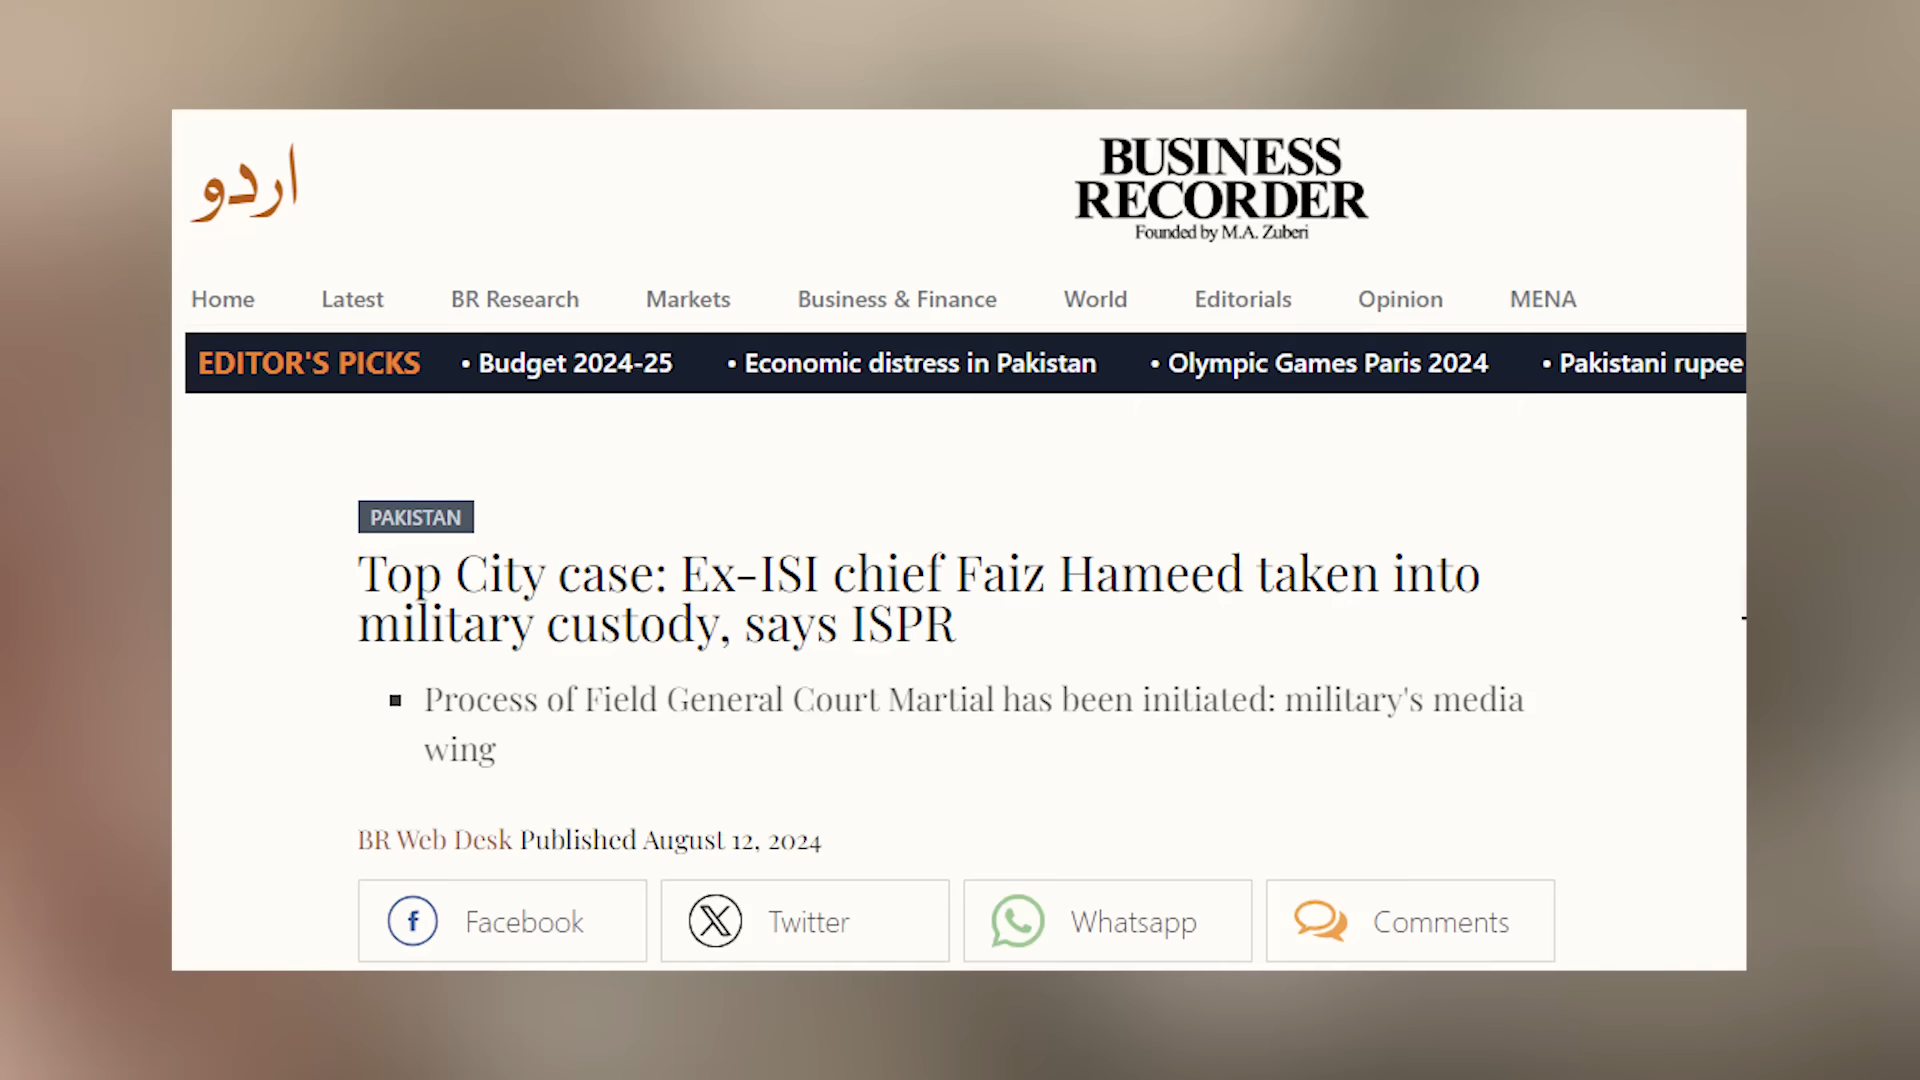 اردو
BUSINESS
RECORDER
Founded by M.A. Zuberi
Home Latest BR Research Markets Business & Finance World Editorials Opinion MENA
EDITOR'S PICKS • Budget 2024-25 • Economic distress in Pakistan • Olympic Games Paris 2024 • Pakistani rupee
PAKISTAN
Top City case: Ex-ISI chief Faiz Hameed taken into
military custody, says ISPR
▪ Process of Field General Court Martial has been initiated: military's media
wing
BR Web Desk Published August 12, 2024
Facebook Twitter Whatsapp Comments